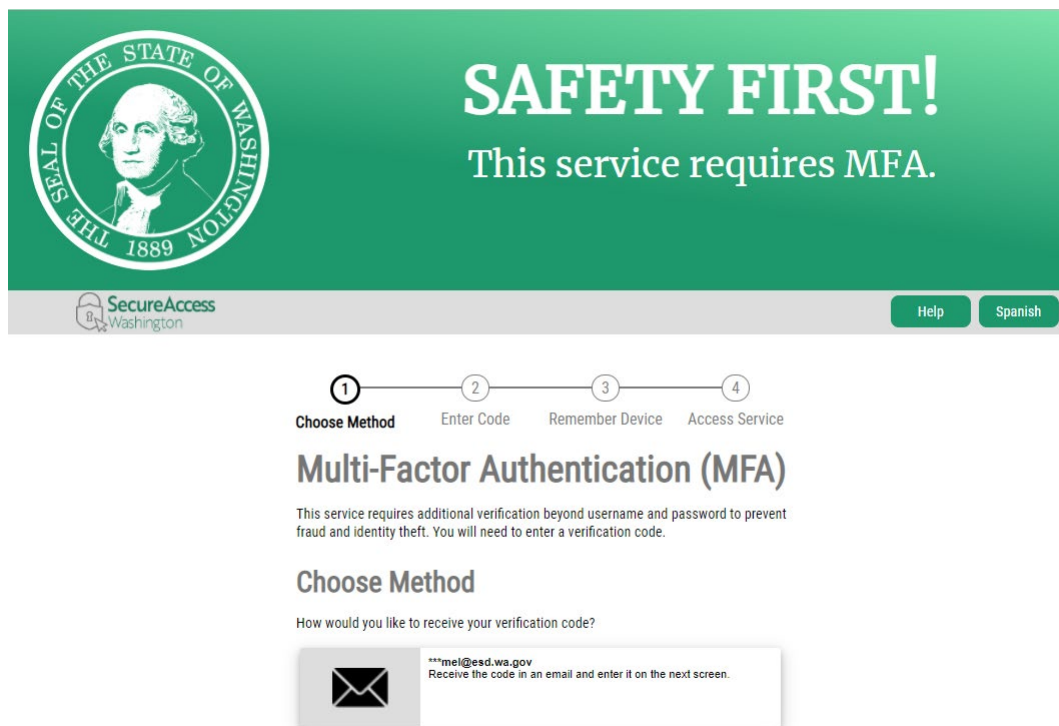 THE SEAL OF THE STATE OF WASHINGTON
1889
SAFETY FIRST!
This service requires MFA.
SecureAccess
Washington
Help
Spanish
1
2
3
4
Choose Method
Enter Code
Remember Device
Access Service
Multi-Factor Authentication (MFA)
This service requires additional verification beyond username and password to prevent
fraud and identity theft. You will need to enter a verification code.
Choose Method
How would you like to receive your verification code?
***mel@esd.wa.gov
Receive the code in an email and enter it on the next screen.